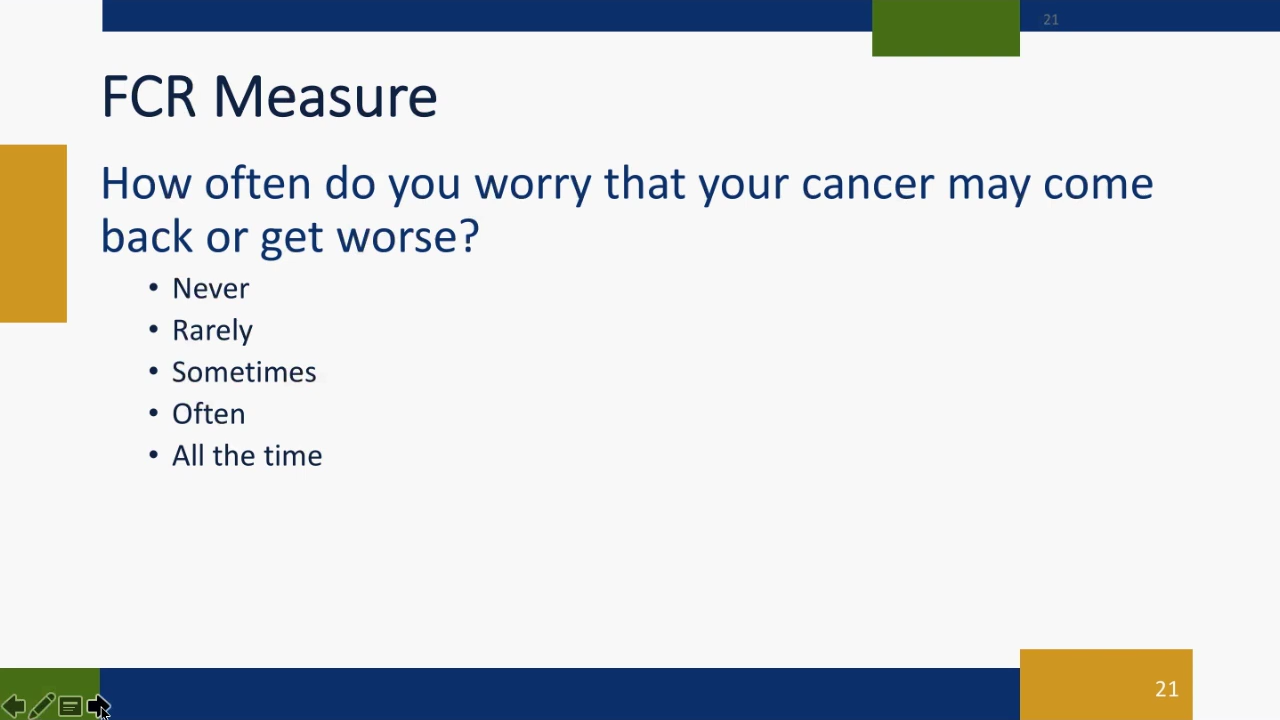 21
FCR Measure
How often do you worry that your cancer may come
back or get worse?
• Never
• Rarely
• Sometimes
• Often
• All the time
21